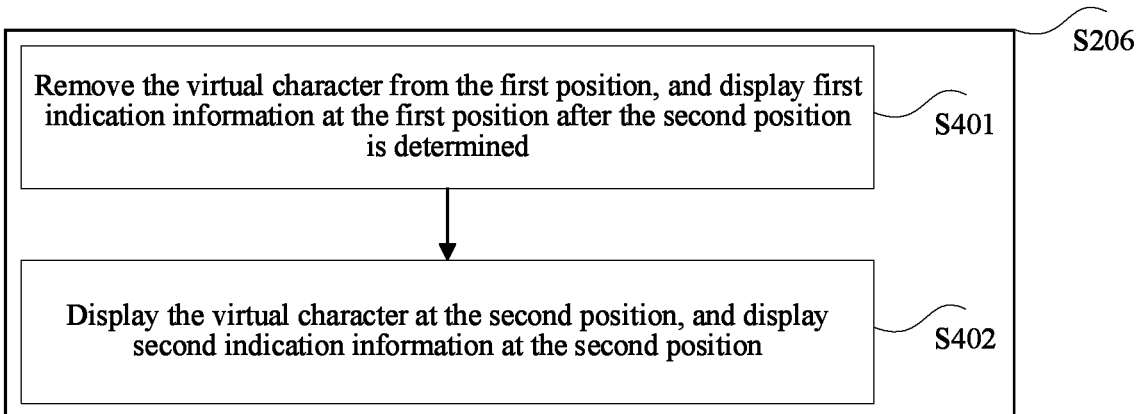 S206
Remove the virtual character from the first position, and display first
indication information at the first position after the second position
is determined
S401
Display the virtual character at the second position, and display
second indication information at the second position
S402